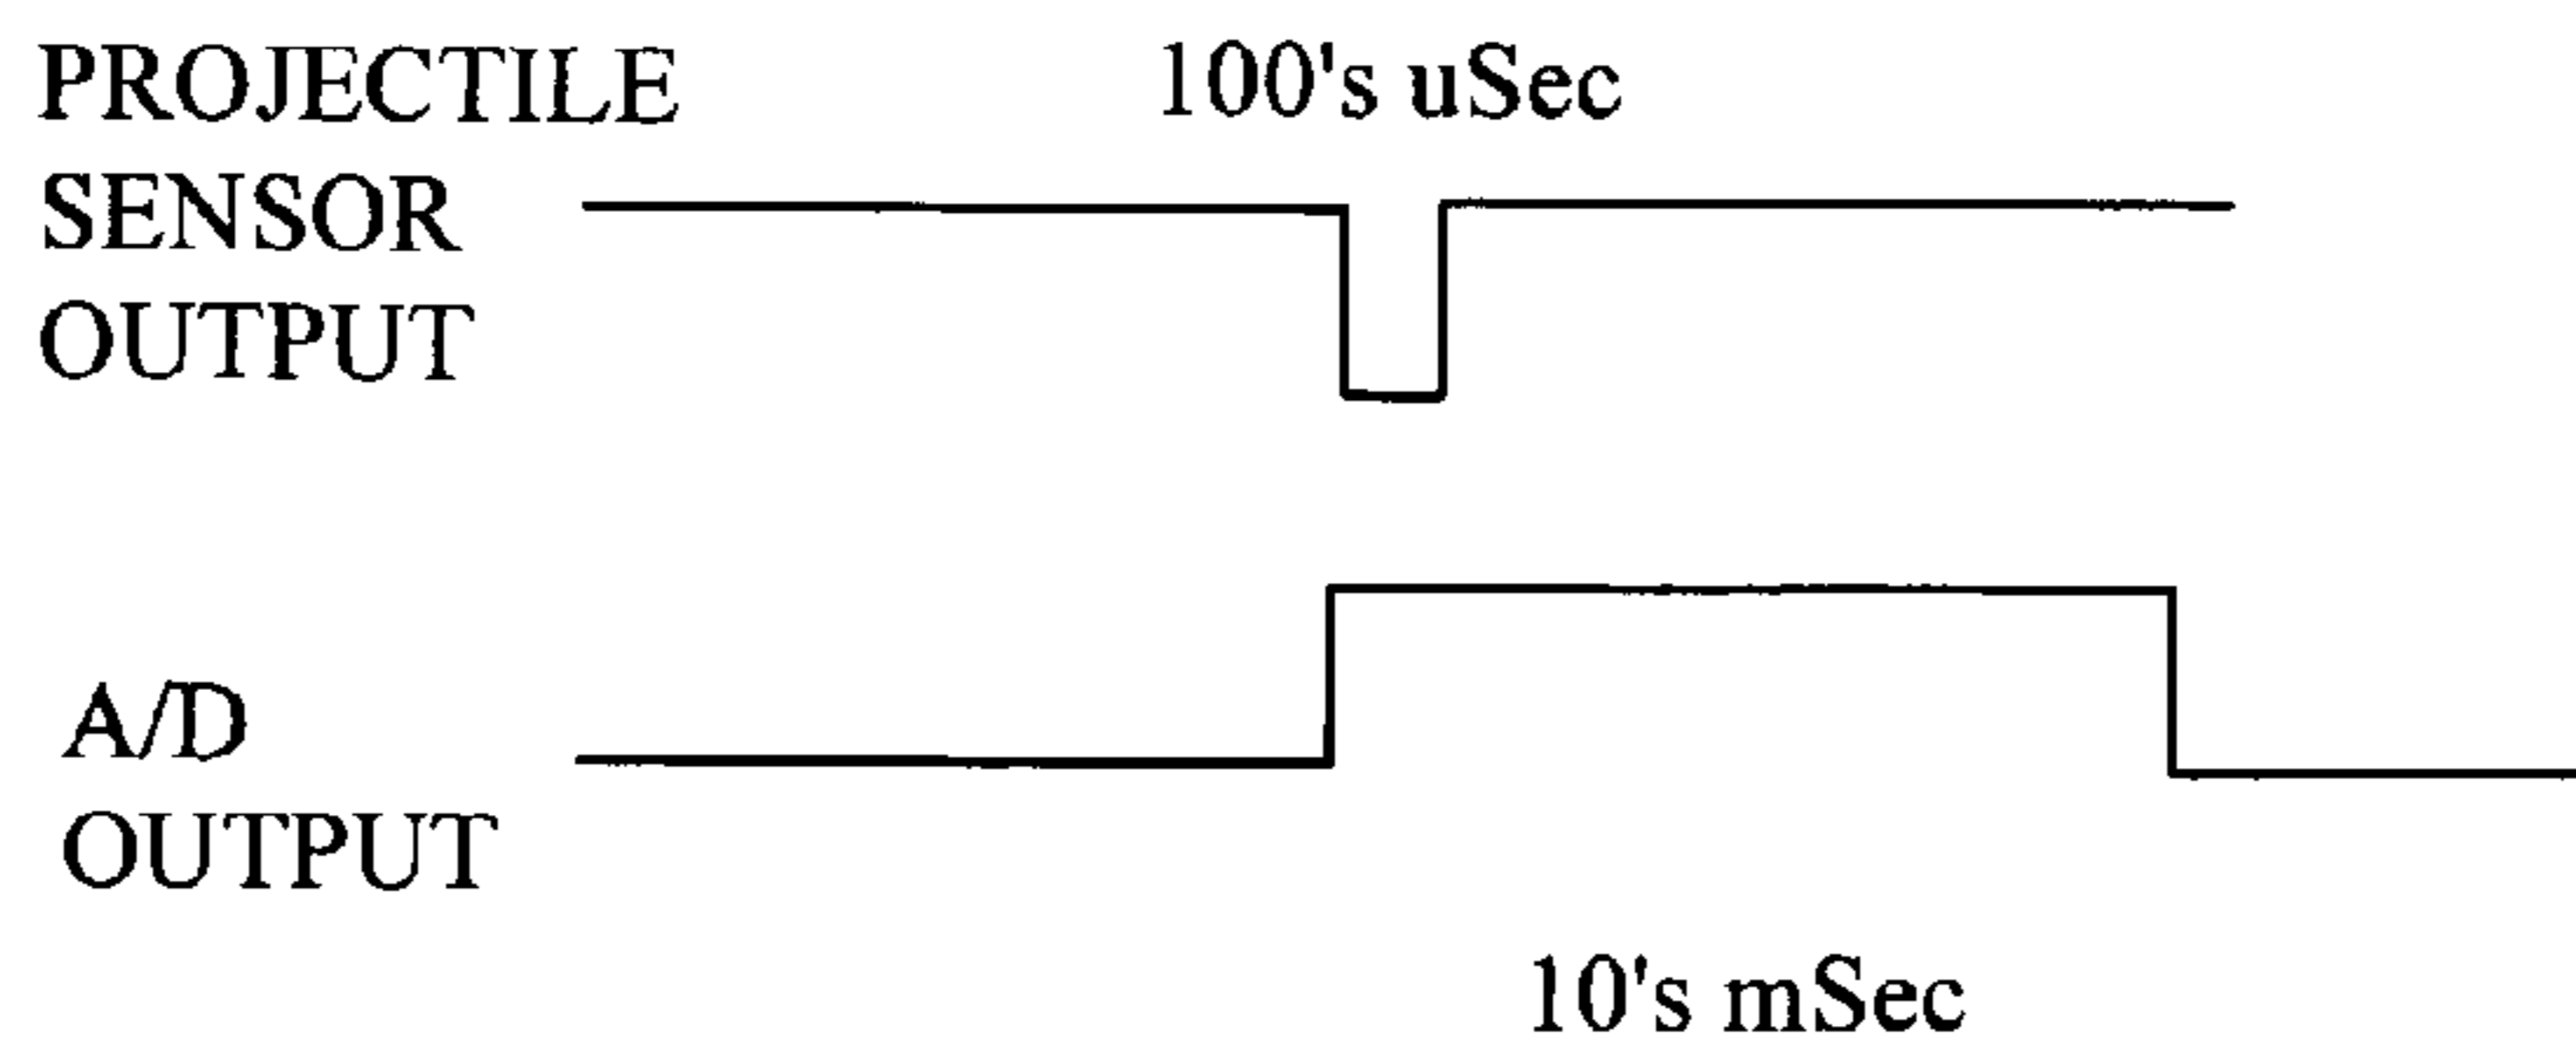 PROJECTILE
SENSOR
OUTPUT
100's uSec
A/D
OUTPUT
10's mSec